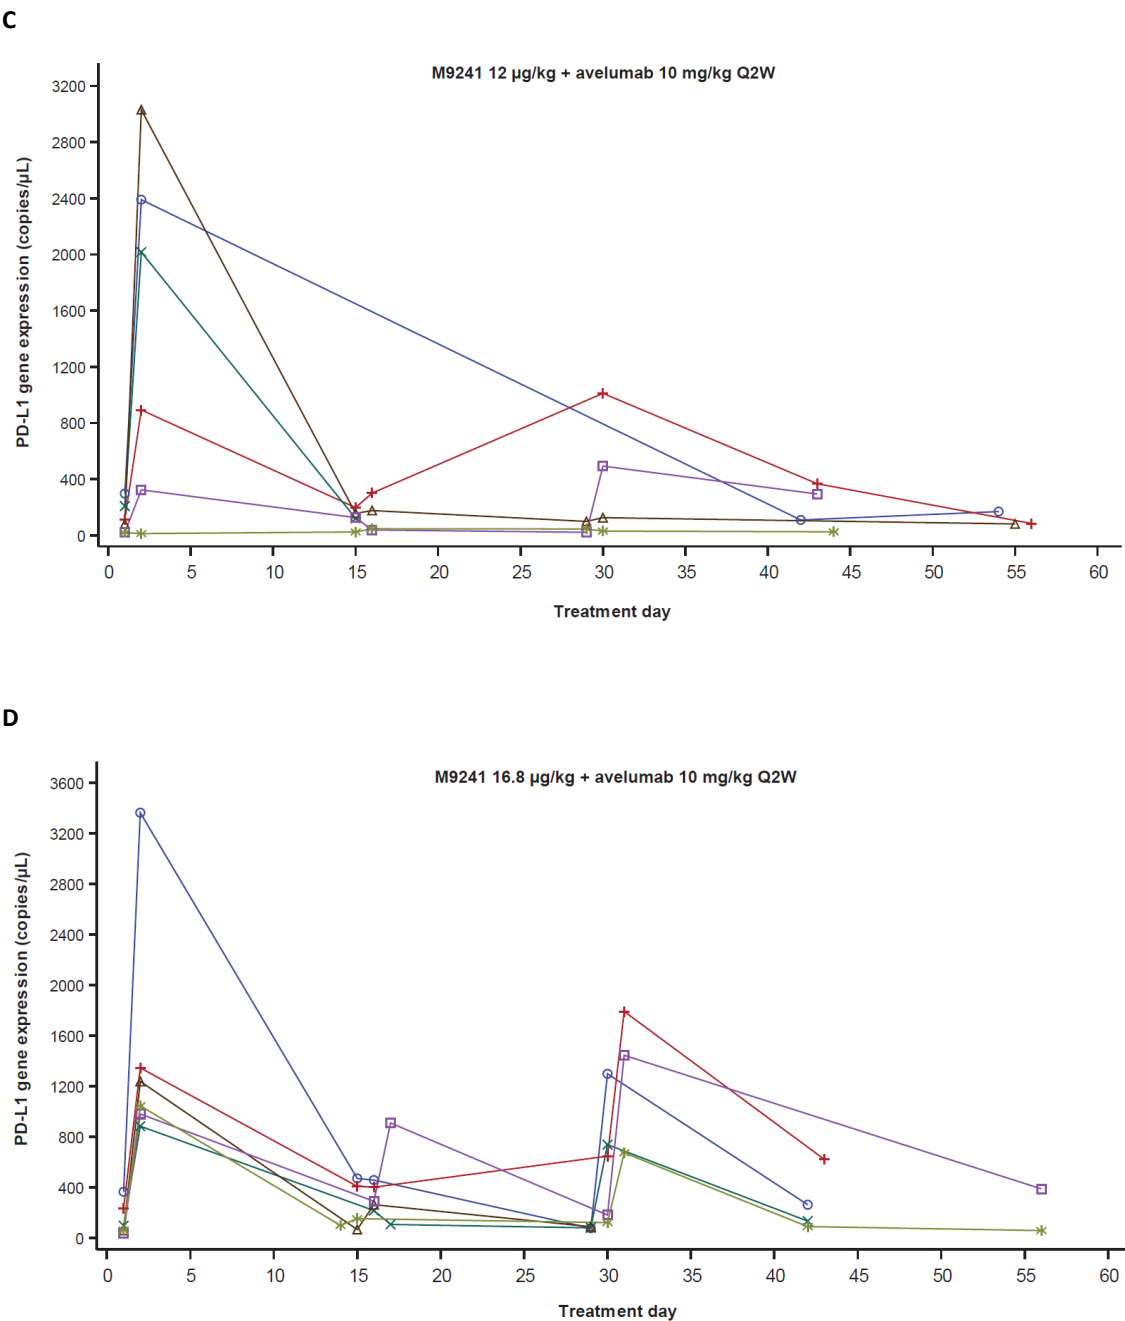 C
M9241 12 µg/kg + avelumab 10 mg/kg Q2W
PD-L1 gene expression (copies/µL)
3200
2800
2400
2000
1600
1200
800
400
0
0 5 10 15 20 25 30 35 40 45 50 55 60
Treatment day
D
M9241 16.8 µg/kg + avelumab 10 mg/kg Q2W
PD-L1 gene expression (copies/µL)
3600
3200
2800
2400
2000
1600
1200
800
400
0
0 5 10 15 20 25 30 35 40 45 50 55 60
Treatment day